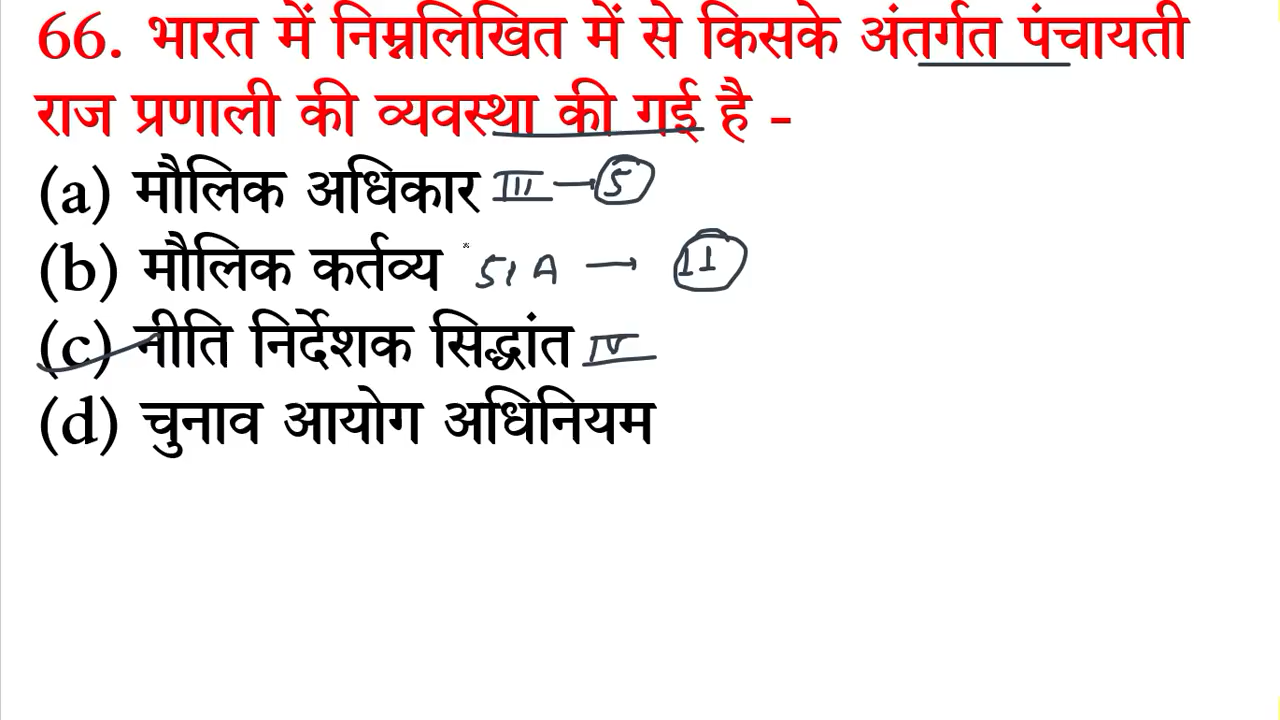 66. भारत में निम्नलिखित में से किसके अंतर्गत पंचायती
राज प्रणाली की व्यवस्था की गई है -
(a) मौलिक अधिकार III → 5
(b) मौलिक कर्तव्य 51 A → 11
(c) नीति निर्देशक सिद्धांत IV
(d) चुनाव आयोग अधिनियम